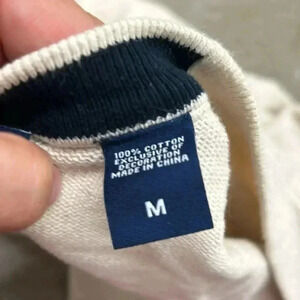 100% COTTON
EXCLUSIVE OF
DECORATION
MADE IN CHINA
M